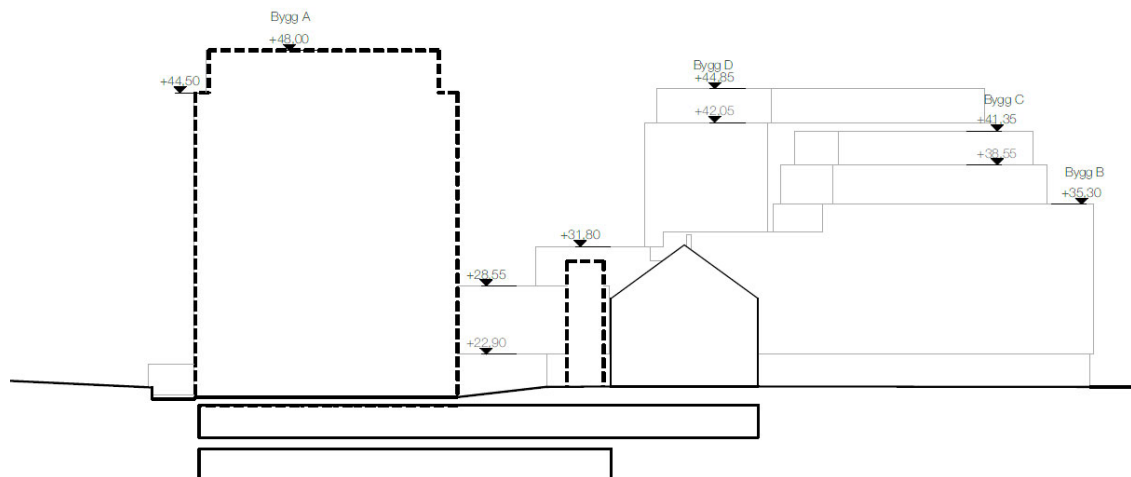 Bygg A
+48.00
+44.50
Bygg D
+44.85
+42.05
Bygg C
+41.35
+38.55
Bygg B
+35.30
+31.80
+28.55
+22.90